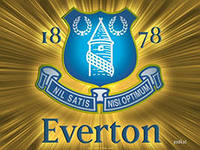 18 78
NIL SATIS NISI OPTIMUM
Everton